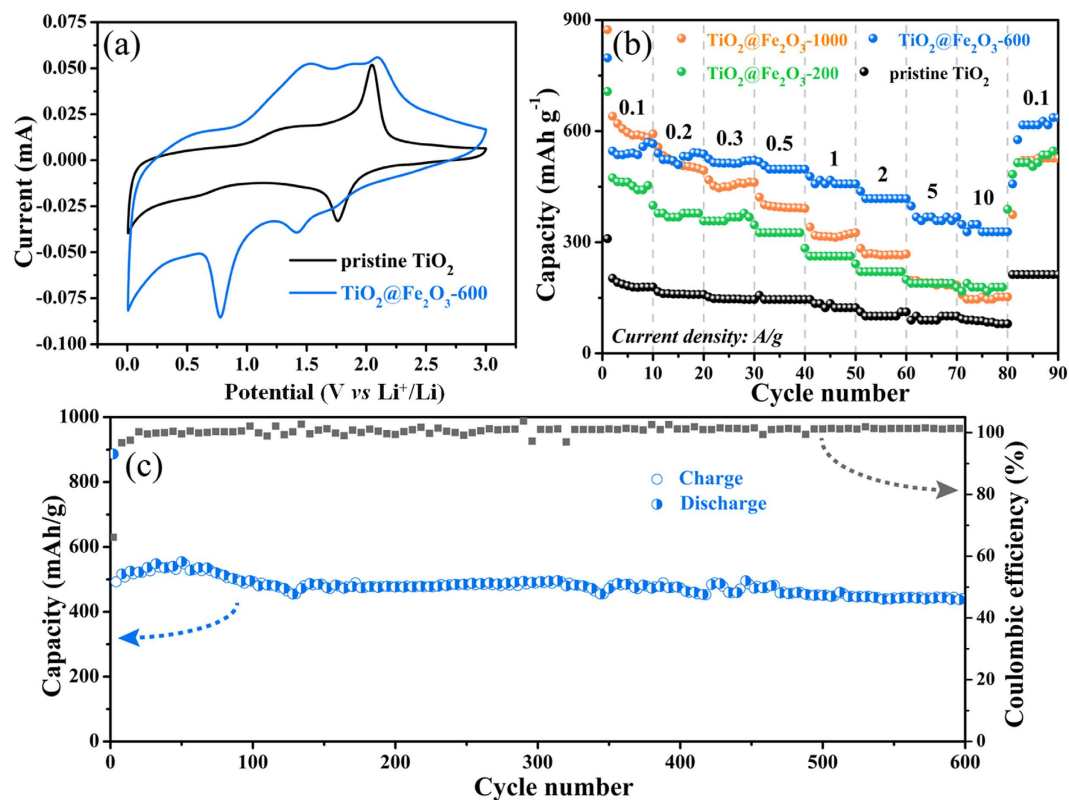 (a)
0.075
0.050
0.025
0.000
-0.025
-0.050
-0.075
-0.100
Current (mA)
pristine TiO₂
TiO₂@Fe₂O₃-600
0.0 0.5 1.0 1.5 2.0 2.5 3.0
Potential (V vs Li⁺/Li)
(b)
900
600
300
0
Capacity (mAh g⁻¹)
TiO₂@Fe₂O₃-1000
TiO₂@Fe₂O₃-600
TiO₂@Fe₂O₃-200
pristine TiO₂
0.1 0.2 0.3 0.5 1 2 5 10 0.1
Current density: A/g
0 10 20 30 40 50 60 70 80 90
Cycle number
(c)
1000
800
600
400
200
0
Capacity (mAh/g)
Charge
Discharge
100
80
60
40
20
0
Coulombic efficiency (%)
0 100 200 300 400 500 600
Cycle number